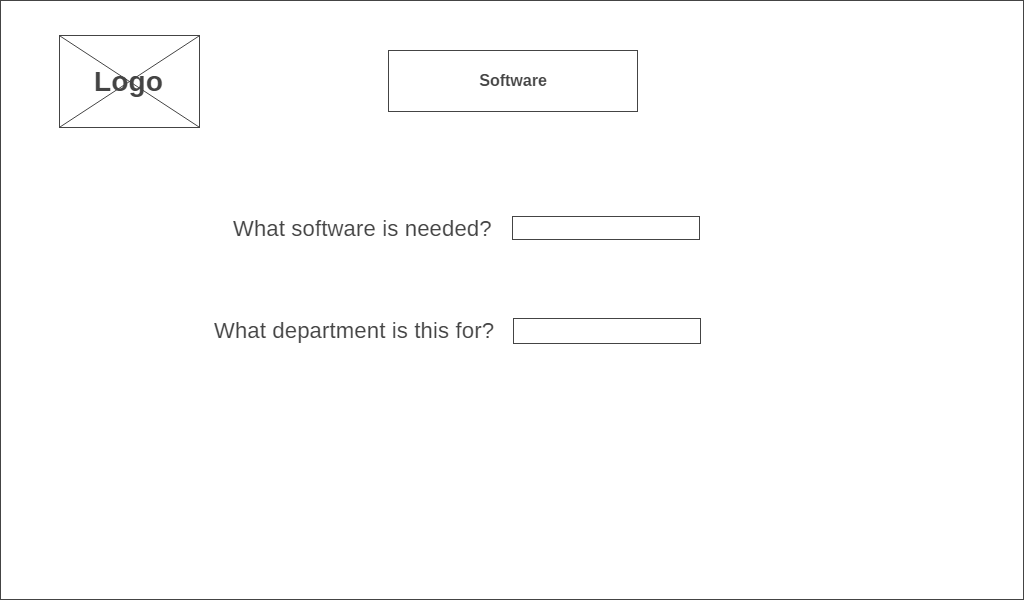 Logo
Software
What software is needed?
What department is this for?